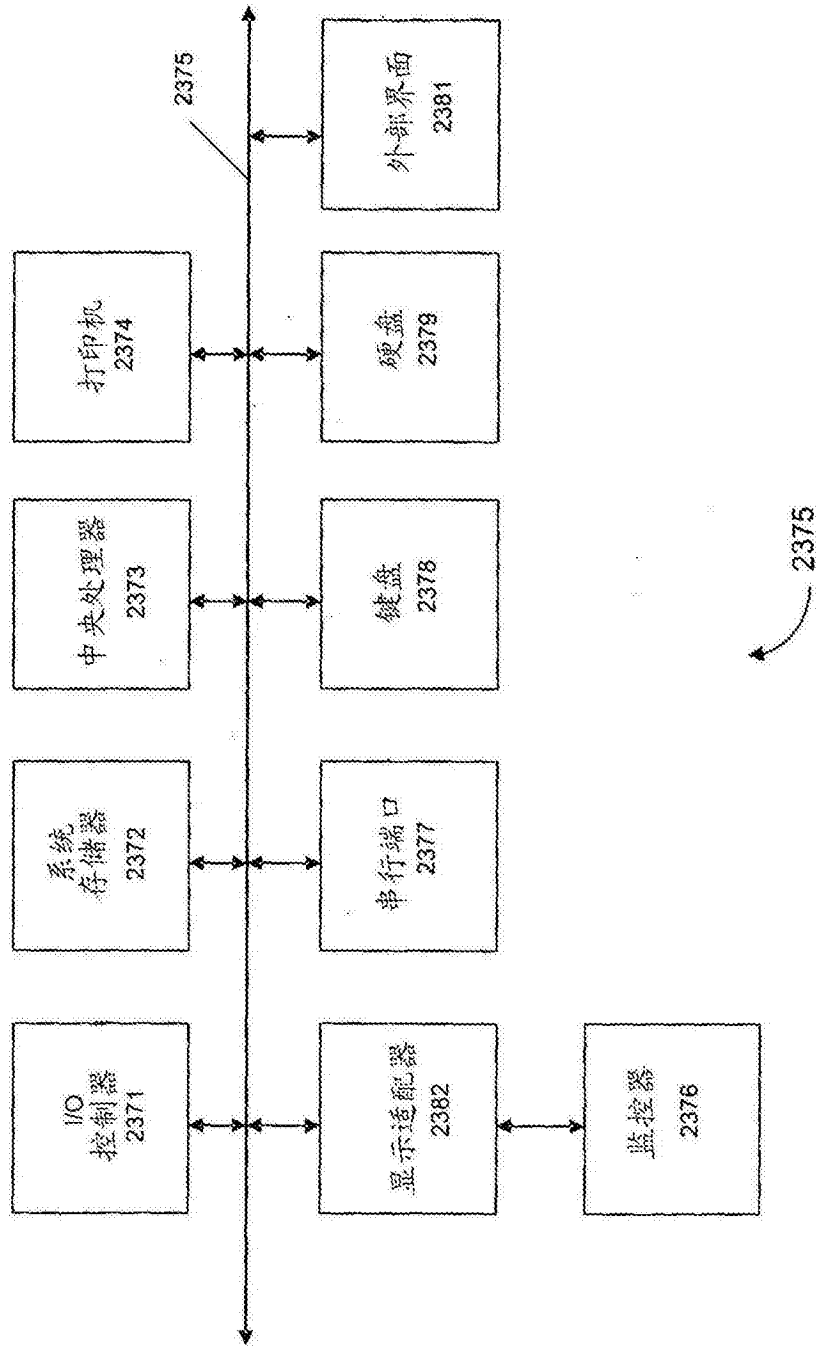 I/O
控制器
2371
系统
存储器
2372
中央处理器
2373
打印机
2374
2375
显示适配器
2382
串行端口
2377
键盘
2378
硬盘
2379
外部界面
2381
监控器
2376
2375